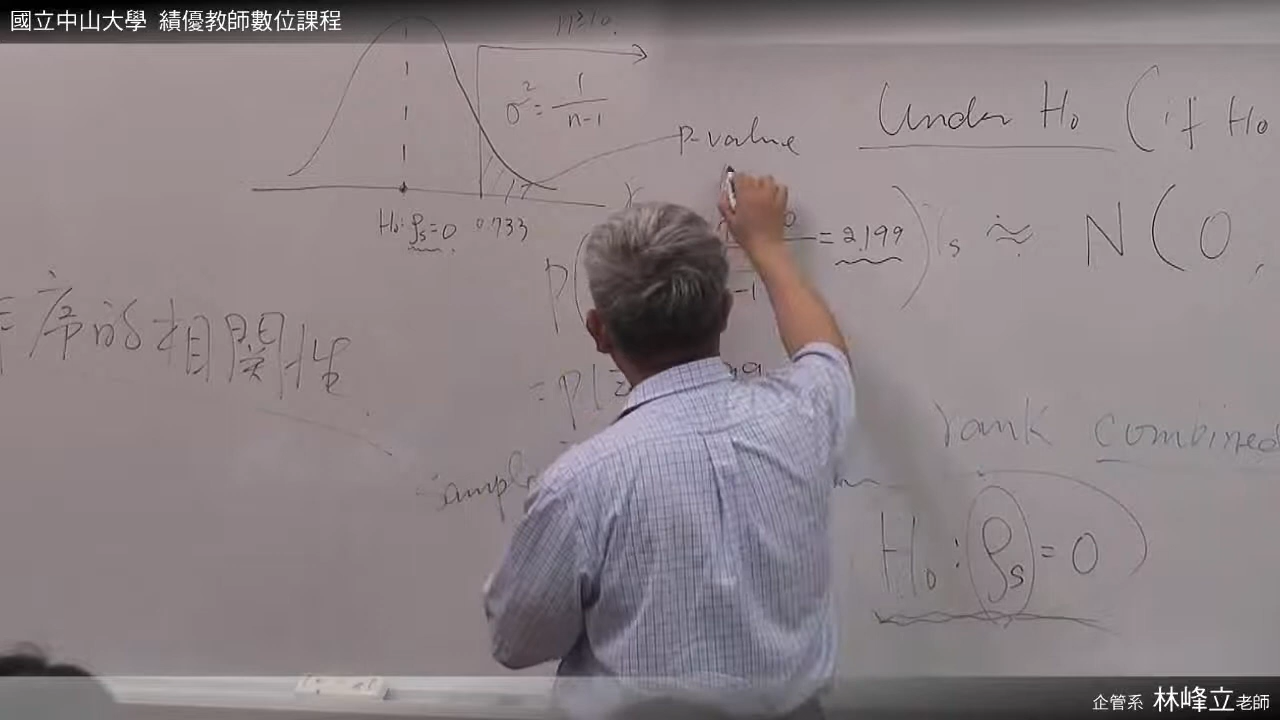 國立中山大學 績優教師數位課程
n≥10.
σ²= 1/n-1
p-value
Under H₀ (if H₀
H₀:ρₛ=0. 0.733
P( =2.199) ≈ N(0,
序的相關性.
=P(Z
rank combined
sampl
H₀:ρₛ=0)
企管系 林峰立老師